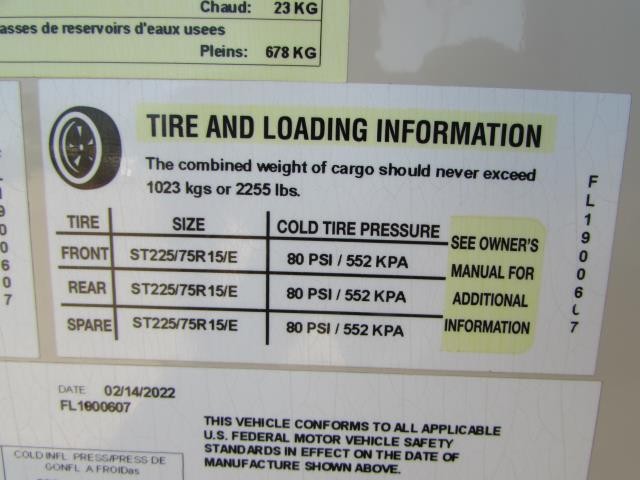 Chaud: 23 KG
asses de reservoirs d'eaux usees
Pleins: 678 KG
TIRE AND LOADING INFORMATION
The combined weight of cargo should never exceed
1023 kgs or 2255 lbs.
TIRE SIZE COLD TIRE PRESSURE
FRONT ST225/75R15/E 80 PSI / 552 KPA
REAR ST225/75R15/E 80 PSI / 552 KPA
SPARE ST225/75R15/E 80 PSI / 552 KPA
SEE OWNER'S
MANUAL FOR
ADDITIONAL
INFORMATION
FL1900607
DATE 02/14/2022
FL1900607
THIS VEHICLE CONFORMS TO ALL APPLICABLE
U.S. FEDERAL MOTOR VEHICLE SAFETY
STANDARDS IN EFFECT ON THE DATE OF
MANUFACTURE SHOWN ABOVE.
COLD INFL PRESS/PRESS DE
GONFL A FROIDas